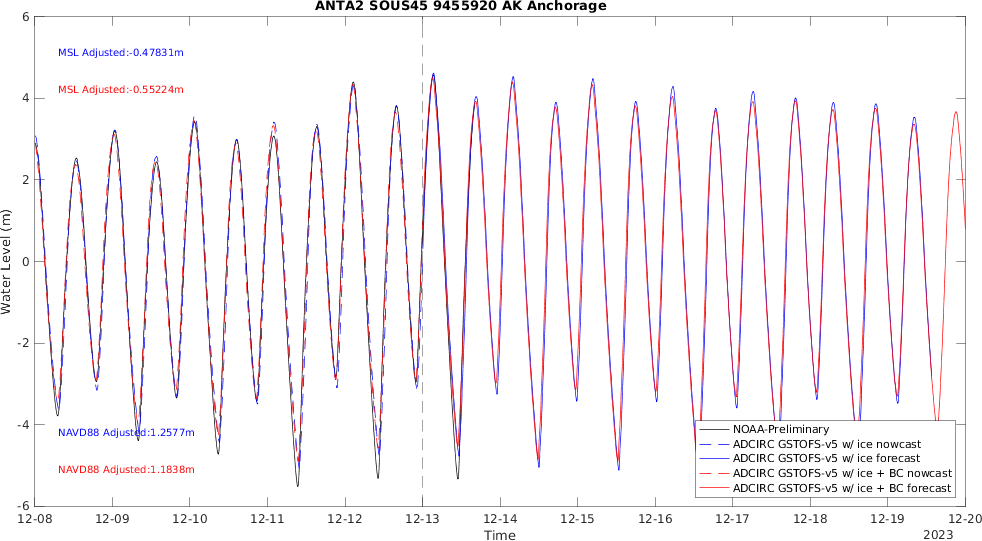 ANTA2 SOUS45 9455920 AK Anchorage
6
4
2
0
-2
-4
-6
Water Level (m)
MSL Adjusted:-0.47831m
MSL Adjusted:-0.55224m
NAVD88 Adjusted:1.2577m
NAVD88 Adjusted:1.1838m
NOAA-Preliminary
ADCIRC GSTOFS-v5 w/ ice nowcast
ADCIRC GSTOFS-v5 w/ ice forecast
ADCIRC GSTOFS-v5 w/ ice + BC nowcast
ADCIRC GSTOFS-v5 w/ ice + BC forecast
12-08 12-09 12-10 12-11 12-12 12-13 12-14 12-15 12-16 12-17 12-18 12-19 12-20
Time
2023